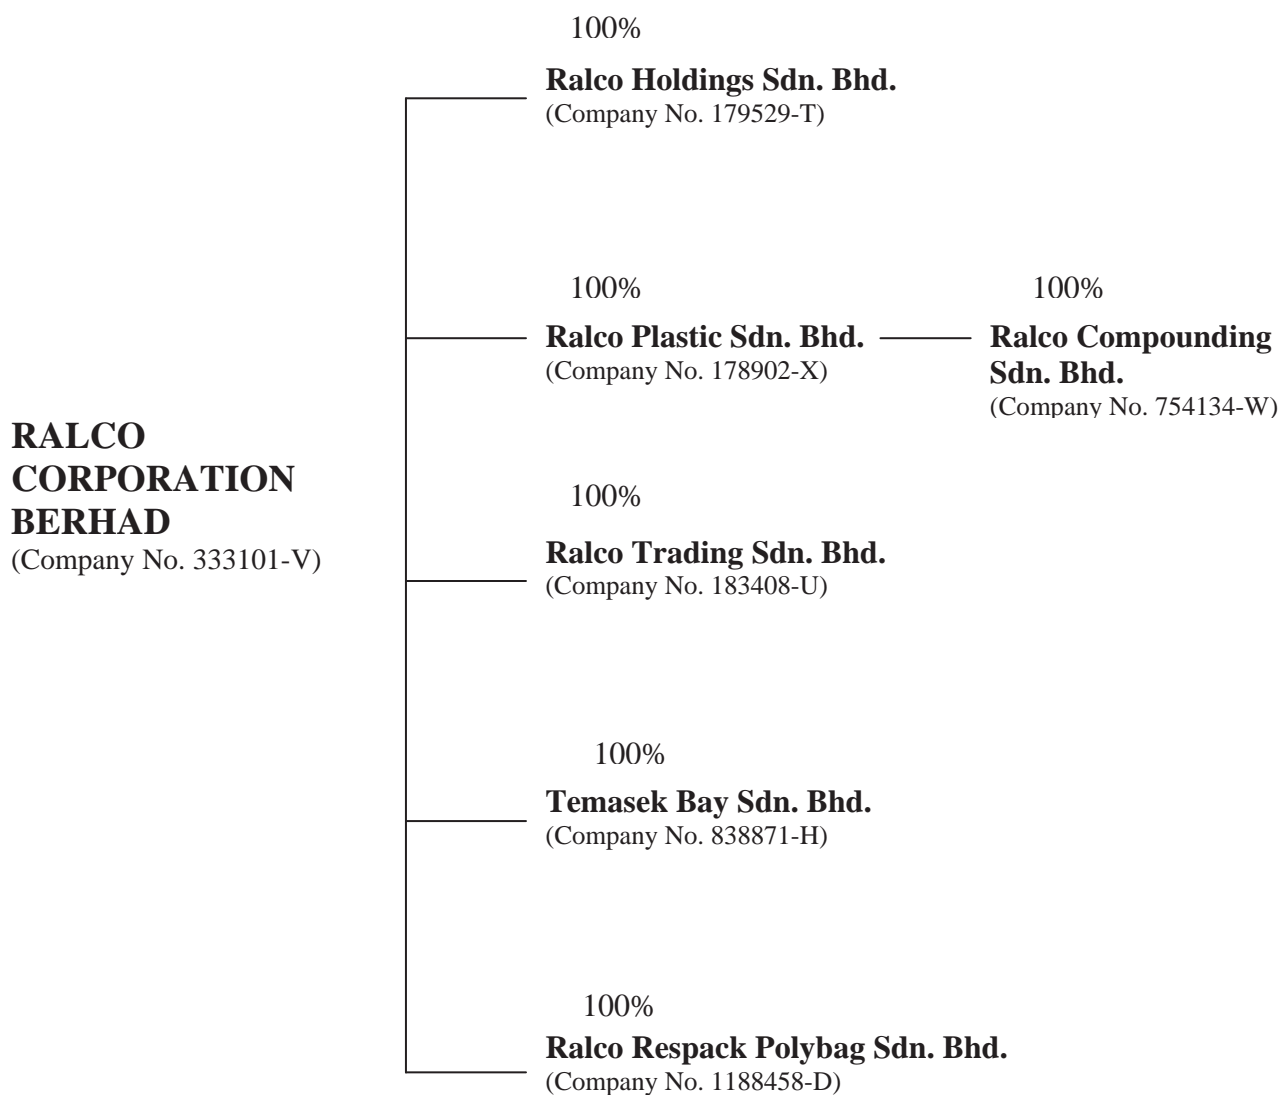 100%
Ralco Holdings Sdn. Bhd.
(Company No. 179529-T)
100%
Ralco Plastic Sdn. Bhd.
(Company No. 178902-X)
100%
Ralco Compounding
Sdn. Bhd.
(Company No. 754134-W)
RALCO
CORPORATION
BERHAD
(Company No. 333101-V)
100%
Ralco Trading Sdn. Bhd.
(Company No. 183408-U)
100%
Temasek Bay Sdn. Bhd.
(Company No. 838871-H)
100%
Ralco Respack Polybag Sdn. Bhd.
(Company No. 1188458-D)